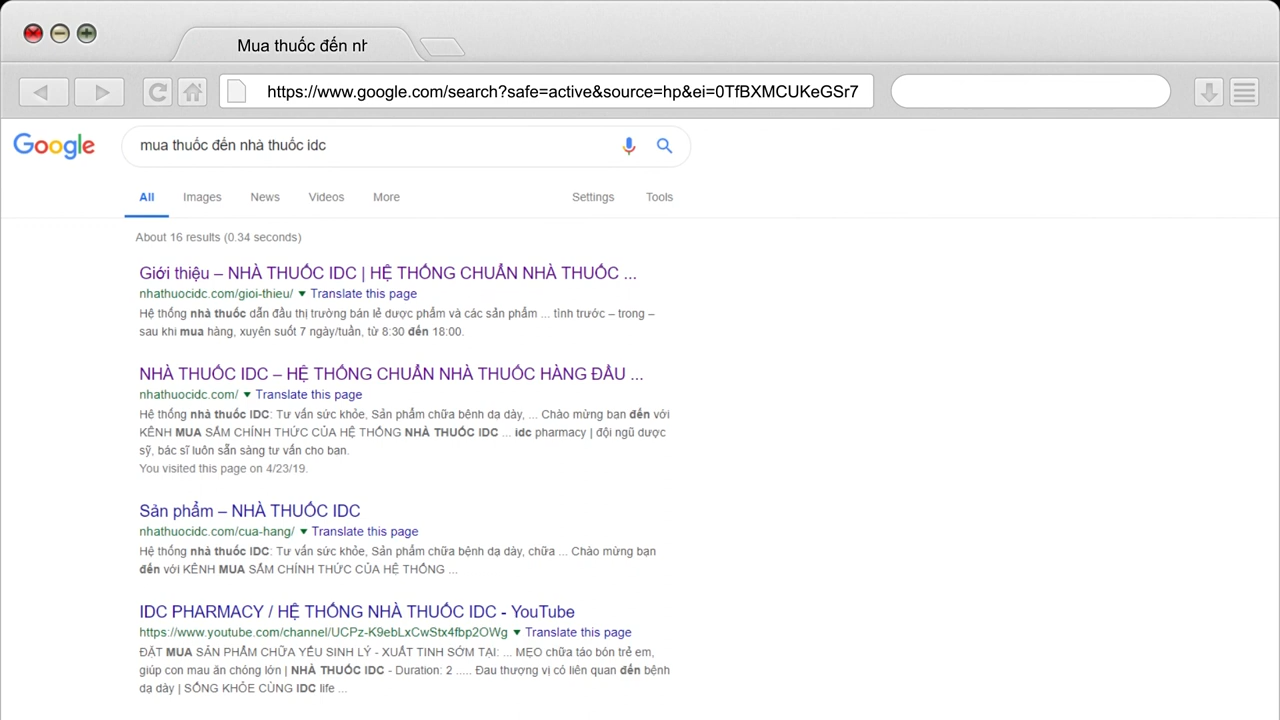 Mua thuốc đến nh
https://www.google.com/search?safe=active&source=hp&ei=0TfBXMCUKeGSr7
Google
mua thuốc đến nhà thuốc idc
All Images News Videos More Settings Tools
About 16 results (0.34 seconds)
Giới thiệu – NHÀ THUỐC IDC | HỆ THỐNG CHUẨN NHÀ THUỐC ...
nhathuocidc.com/gioi-thieu/ ▼ Translate this page
Hệ thống nhà thuốc dẫn đầu thị trường bán lẻ dược phẩm và các sản phẩm ... tình trước – trong –
sau khi mua hàng, xuyên suốt 7 ngày/tuần, từ 8:30 đến 18:00.
NHÀ THUỐC IDC – HỆ THỐNG CHUẨN NHÀ THUỐC HÀNG ĐẦU ...
nhathuocidc.com/ ▼ Translate this page
Hệ thống nhà thuốc IDC: Tư vấn sức khỏe, Sản phẩm chữa bệnh dạ dày, ... Chào mừng bạn đến với
KÊNH MUA SẮM CHÍNH THỨC CỦA HỆ THỐNG NHÀ THUỐC IDC ... idc pharmacy | đội ngũ dược
sỹ, bác sĩ luôn sẵn sàng tư vấn cho bạn.
You visited this page on 4/23/19.
Sản phẩm – NHÀ THUỐC IDC
nhathuocidc.com/cua-hang/ ▼ Translate this page
Hệ thống nhà thuốc IDC: Tư vấn sức khỏe, Sản phẩm chữa bệnh dạ dày, chữa ... Chào mừng bạn
đến với KÊNH MUA SẮM CHÍNH THỨC CỦA HỆ THỐNG ...
IDC PHARMACY / HỆ THỐNG NHÀ THUỐC IDC - YouTube
https://www.youtube.com/channel/UCPz-K9ebLxCwStx4fbp2OWg ▼ Translate this page
ĐẶT MUA SẢN PHẨM CHỮA YẾU SINH LÝ - XUẤT TINH SỚM TẠI: ... MẸO chữa táo bón trẻ em,
giúp con mau ăn chóng lớn | NHÀ THUỐC IDC - Duration: 2 ..... Đau thượng vị có liên quan đến bệnh
dạ dày | SỐNG KHỎE CÙNG IDC life ...